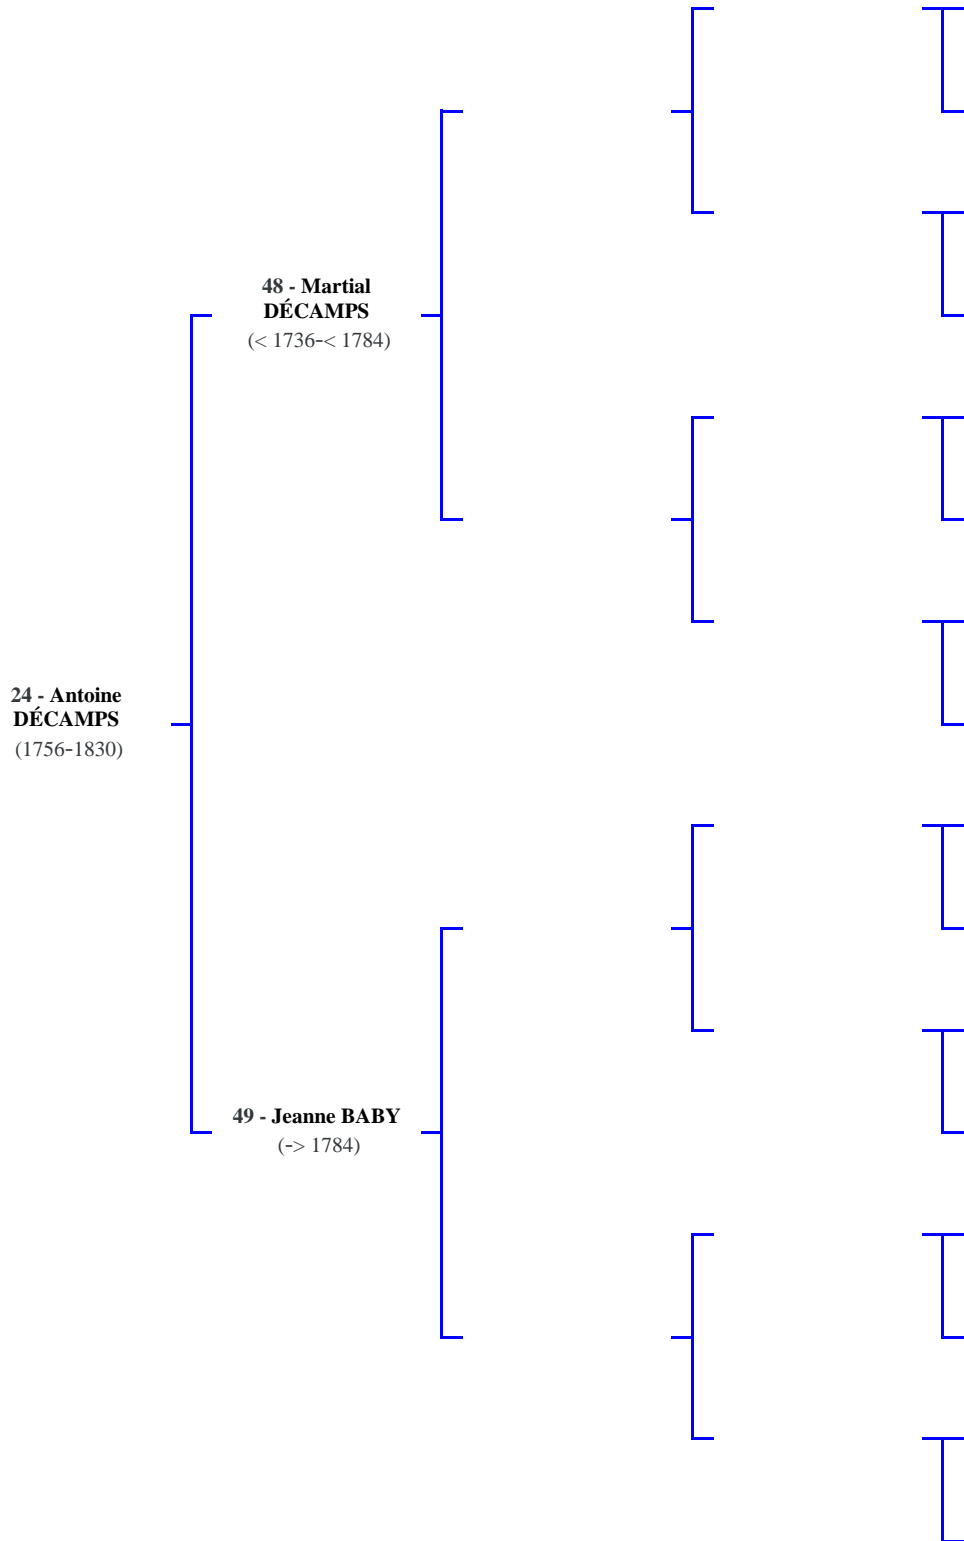 48 - Martial
DÉCAMPS
(< 1736-< 1784)
24 - Antoine
DÉCAMPS
(1756-1830)
49 - Jeanne BABY
(-> 1784)